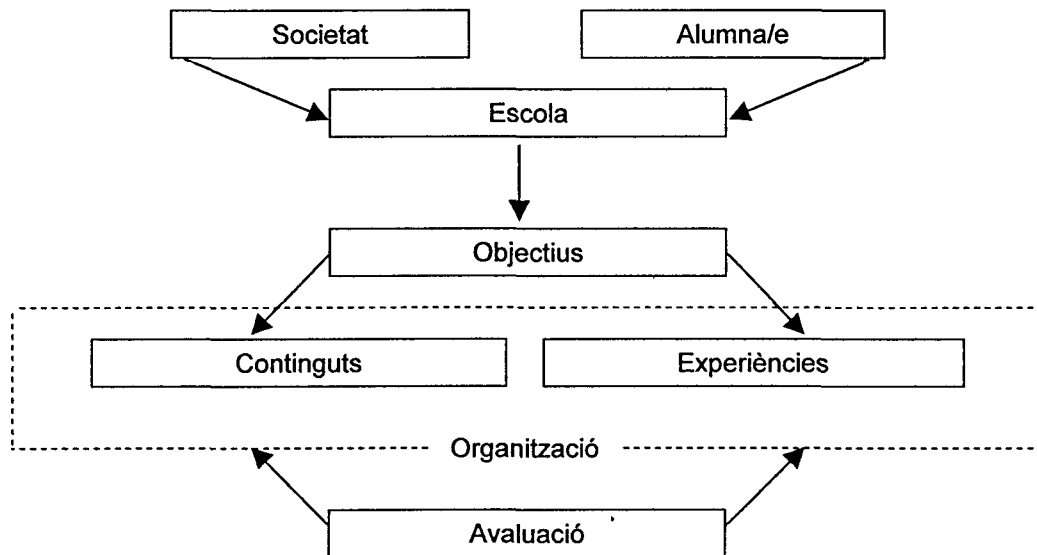 Societat
Alumna/e
Escola
Objectius
Continguts
Experiències
Organització
Avaluació